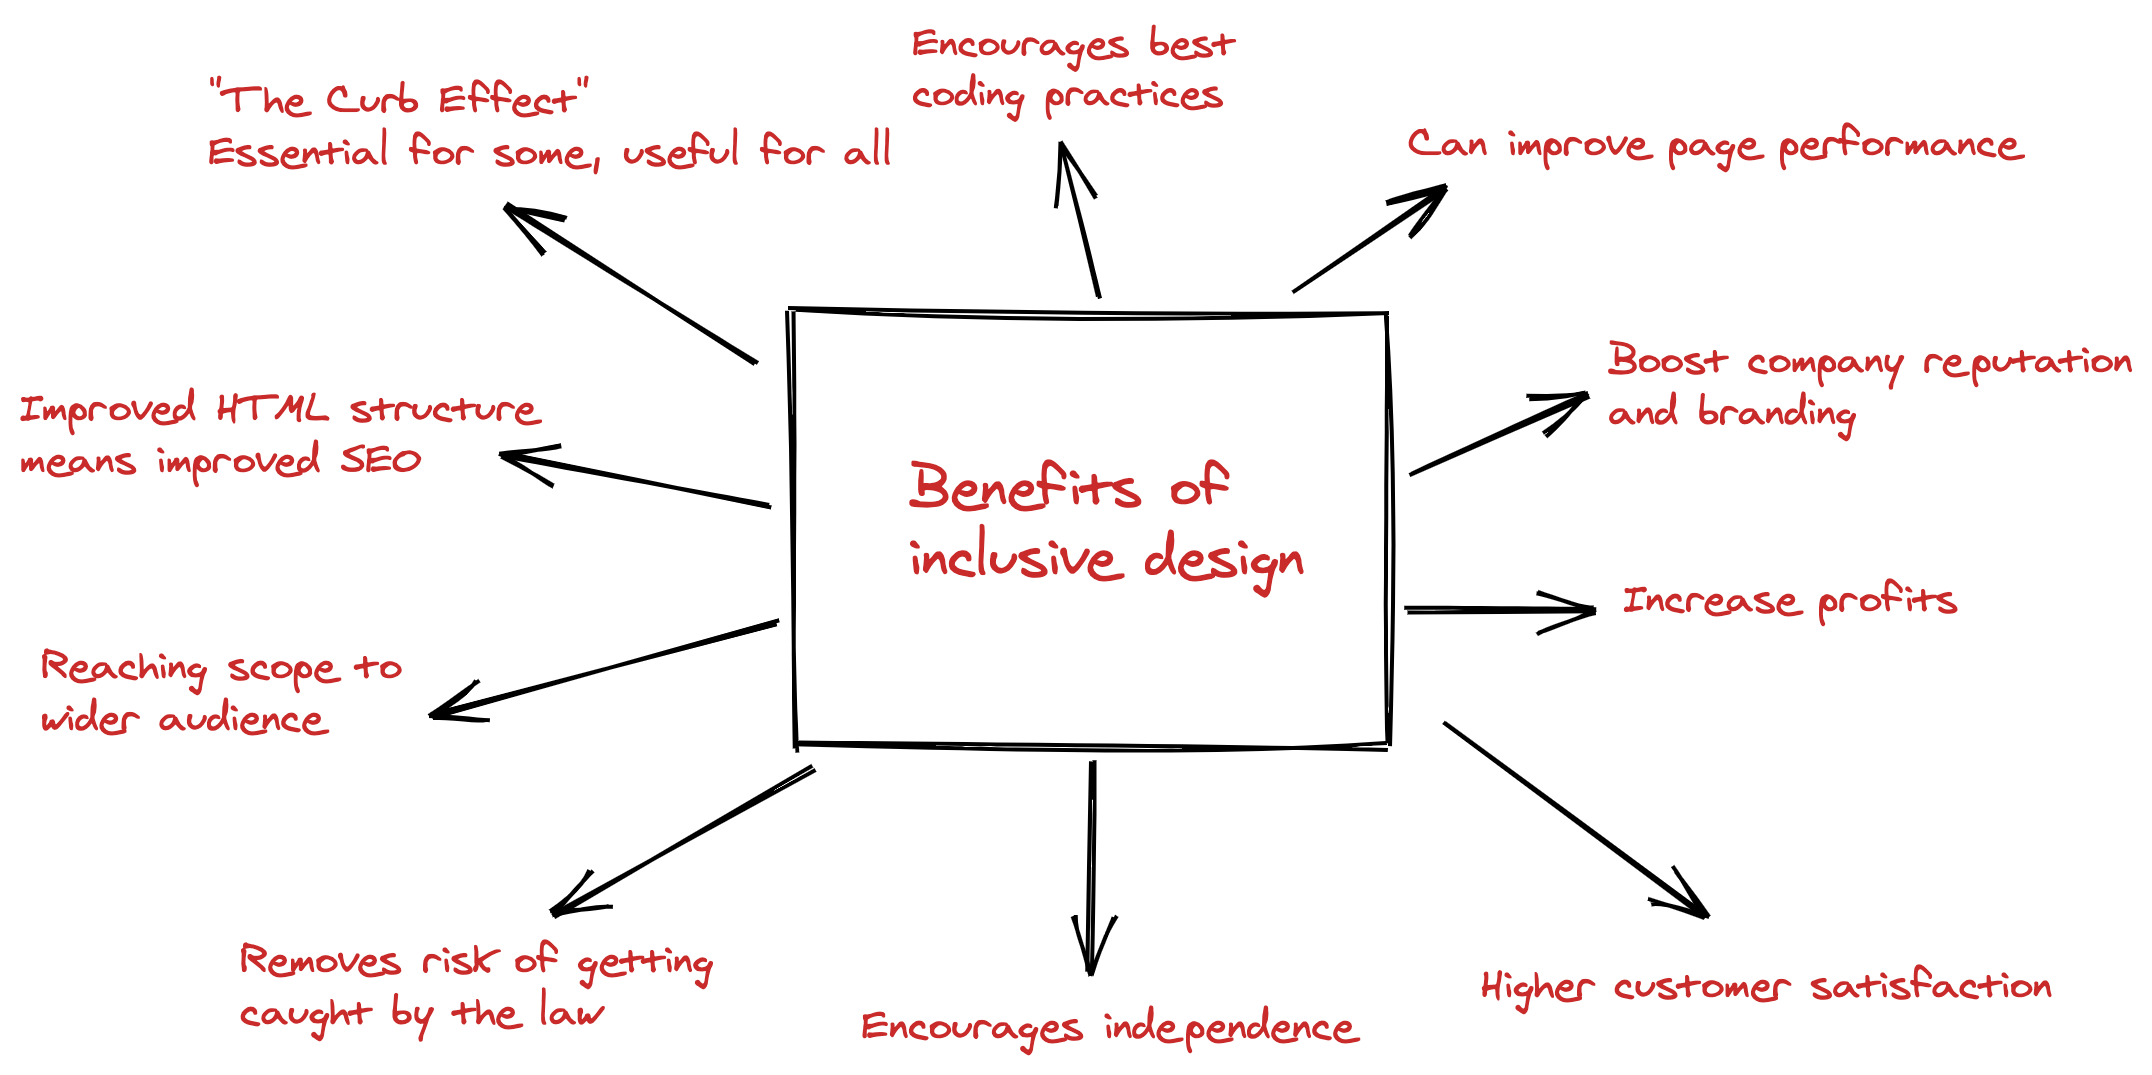 Encourages best
coding practices
"The Curb Effect"
Essential for some, useful for all
Can improve page performance
Boost company reputation
and branding
Improved HTML structure
means improved SEO
Benefits of
inclusive design
Increase profits
Reaching scope to
wider audience
Removes risk of getting
caught by the law
Higher customer satisfaction
Encourages independence